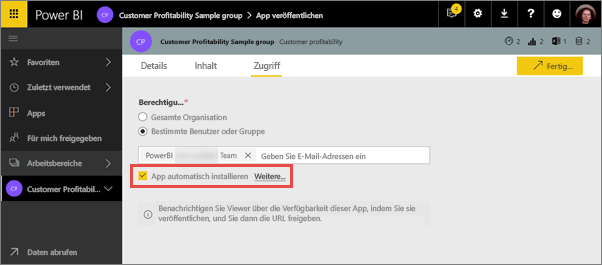 Power BI
CP Customer Profitability Sample group > App veröffentlichen
4
CP Customer Profitability Sample group Customer profitability
2 2 1 2
Favoriten
Zuletzt verwendet
Apps
Für mich freigegeben
Arbeitsbereiche
CP Customer Profitabil...
Daten abrufen
Details Inhalt Zugriff
Fertig...
Berechtigu...*
Gesamte Organisation
Bestimmte Benutzer oder Gruppe
PowerBI Team × Geben Sie E-Mail-Adressen ein
App automatisch installieren Weitere...
Benachrichtigen Sie Viewer über die Verfügbarkeit dieser App, indem Sie sie
veröffentlichen, und Sie dann die URL freigeben.